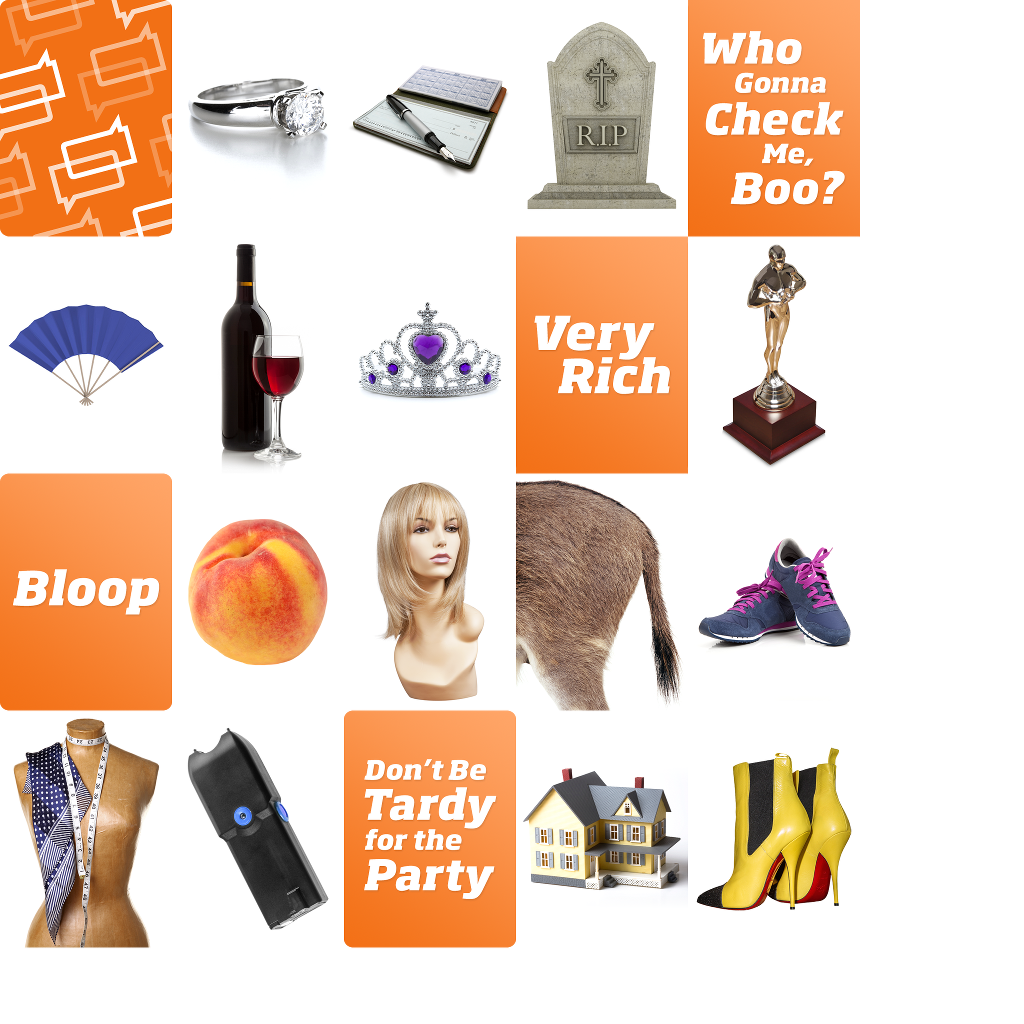 R.I.P
Who
Gonna
Check
Me,
Boo?
Very
Rich
Bloop
Don't Be
Tardy
for the
Party